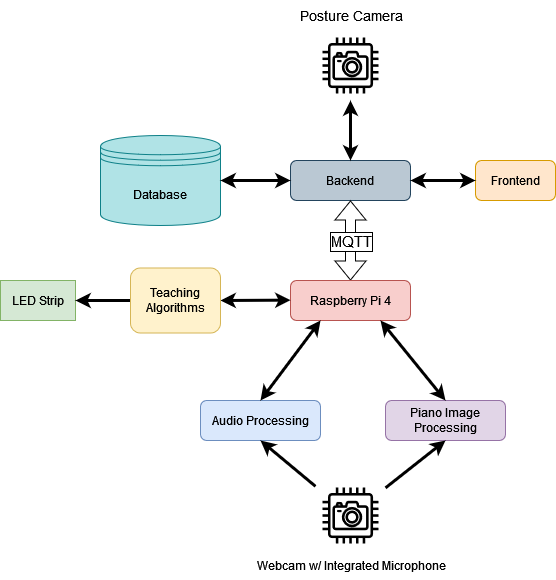 Posture Camera
Database
Backend
Frontend
MQTT
LED Strip
Teaching
Algorithms
Raspberry Pi 4
Audio Processing
Piano Image
Processing
Webcam w/ Integrated Microphone